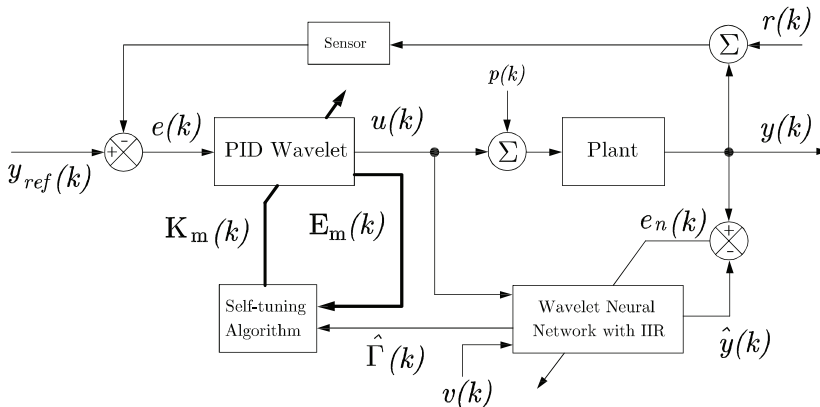 r(k)
Sensor
Σ
p(k)
e(k)
u(k)
y(k)
-
+
PID Wavelet
Σ
Plant
y_ref(k)
K_m(k)
E_m(k)
e_n(k)
+
-
Self-tuning
Algorithm
Wavelet Neural
Network with IIR
Γ̂(k)
ŷ(k)
v(k)